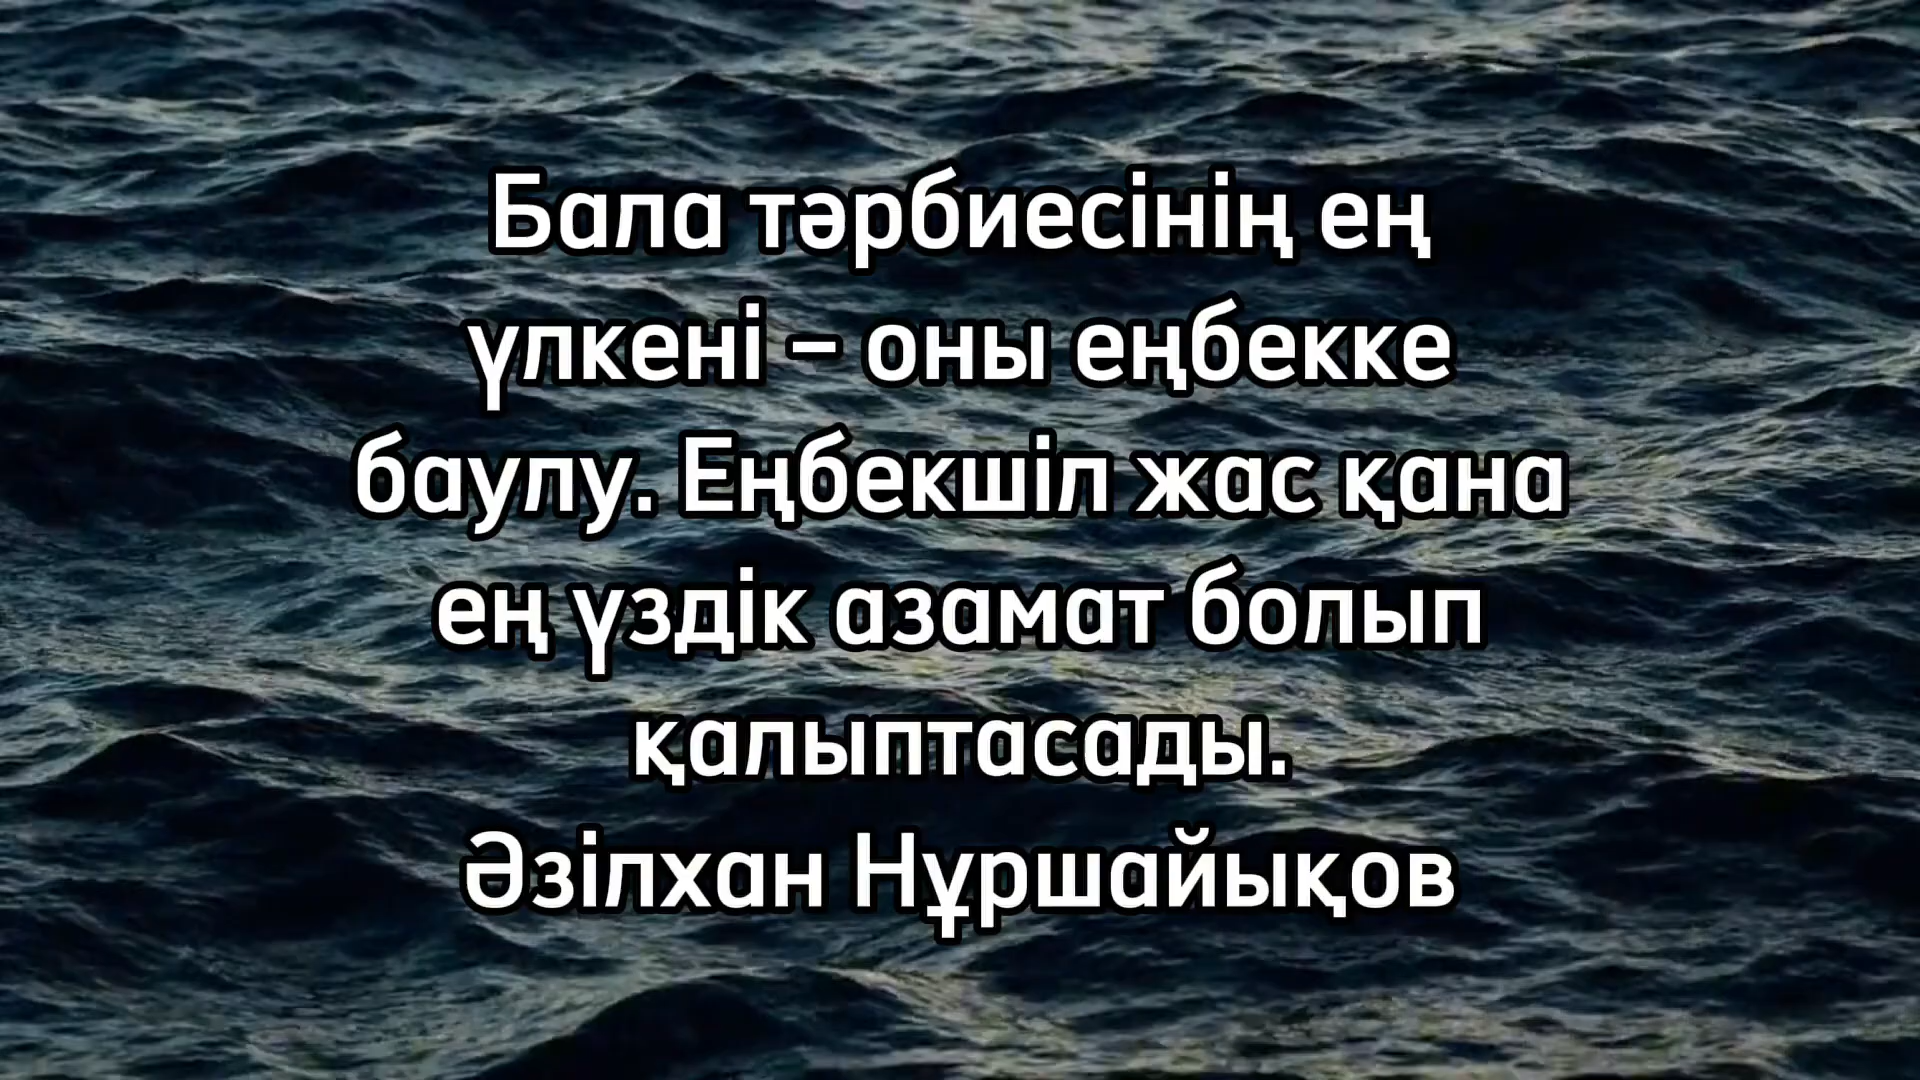 Бала тәрбиесінің ең
үлкені – оны еңбекке
баулу. Еңбекшіл жас қана
ең үздік азамат болып
қалыптасады.
Әзілхан Нұршайықов